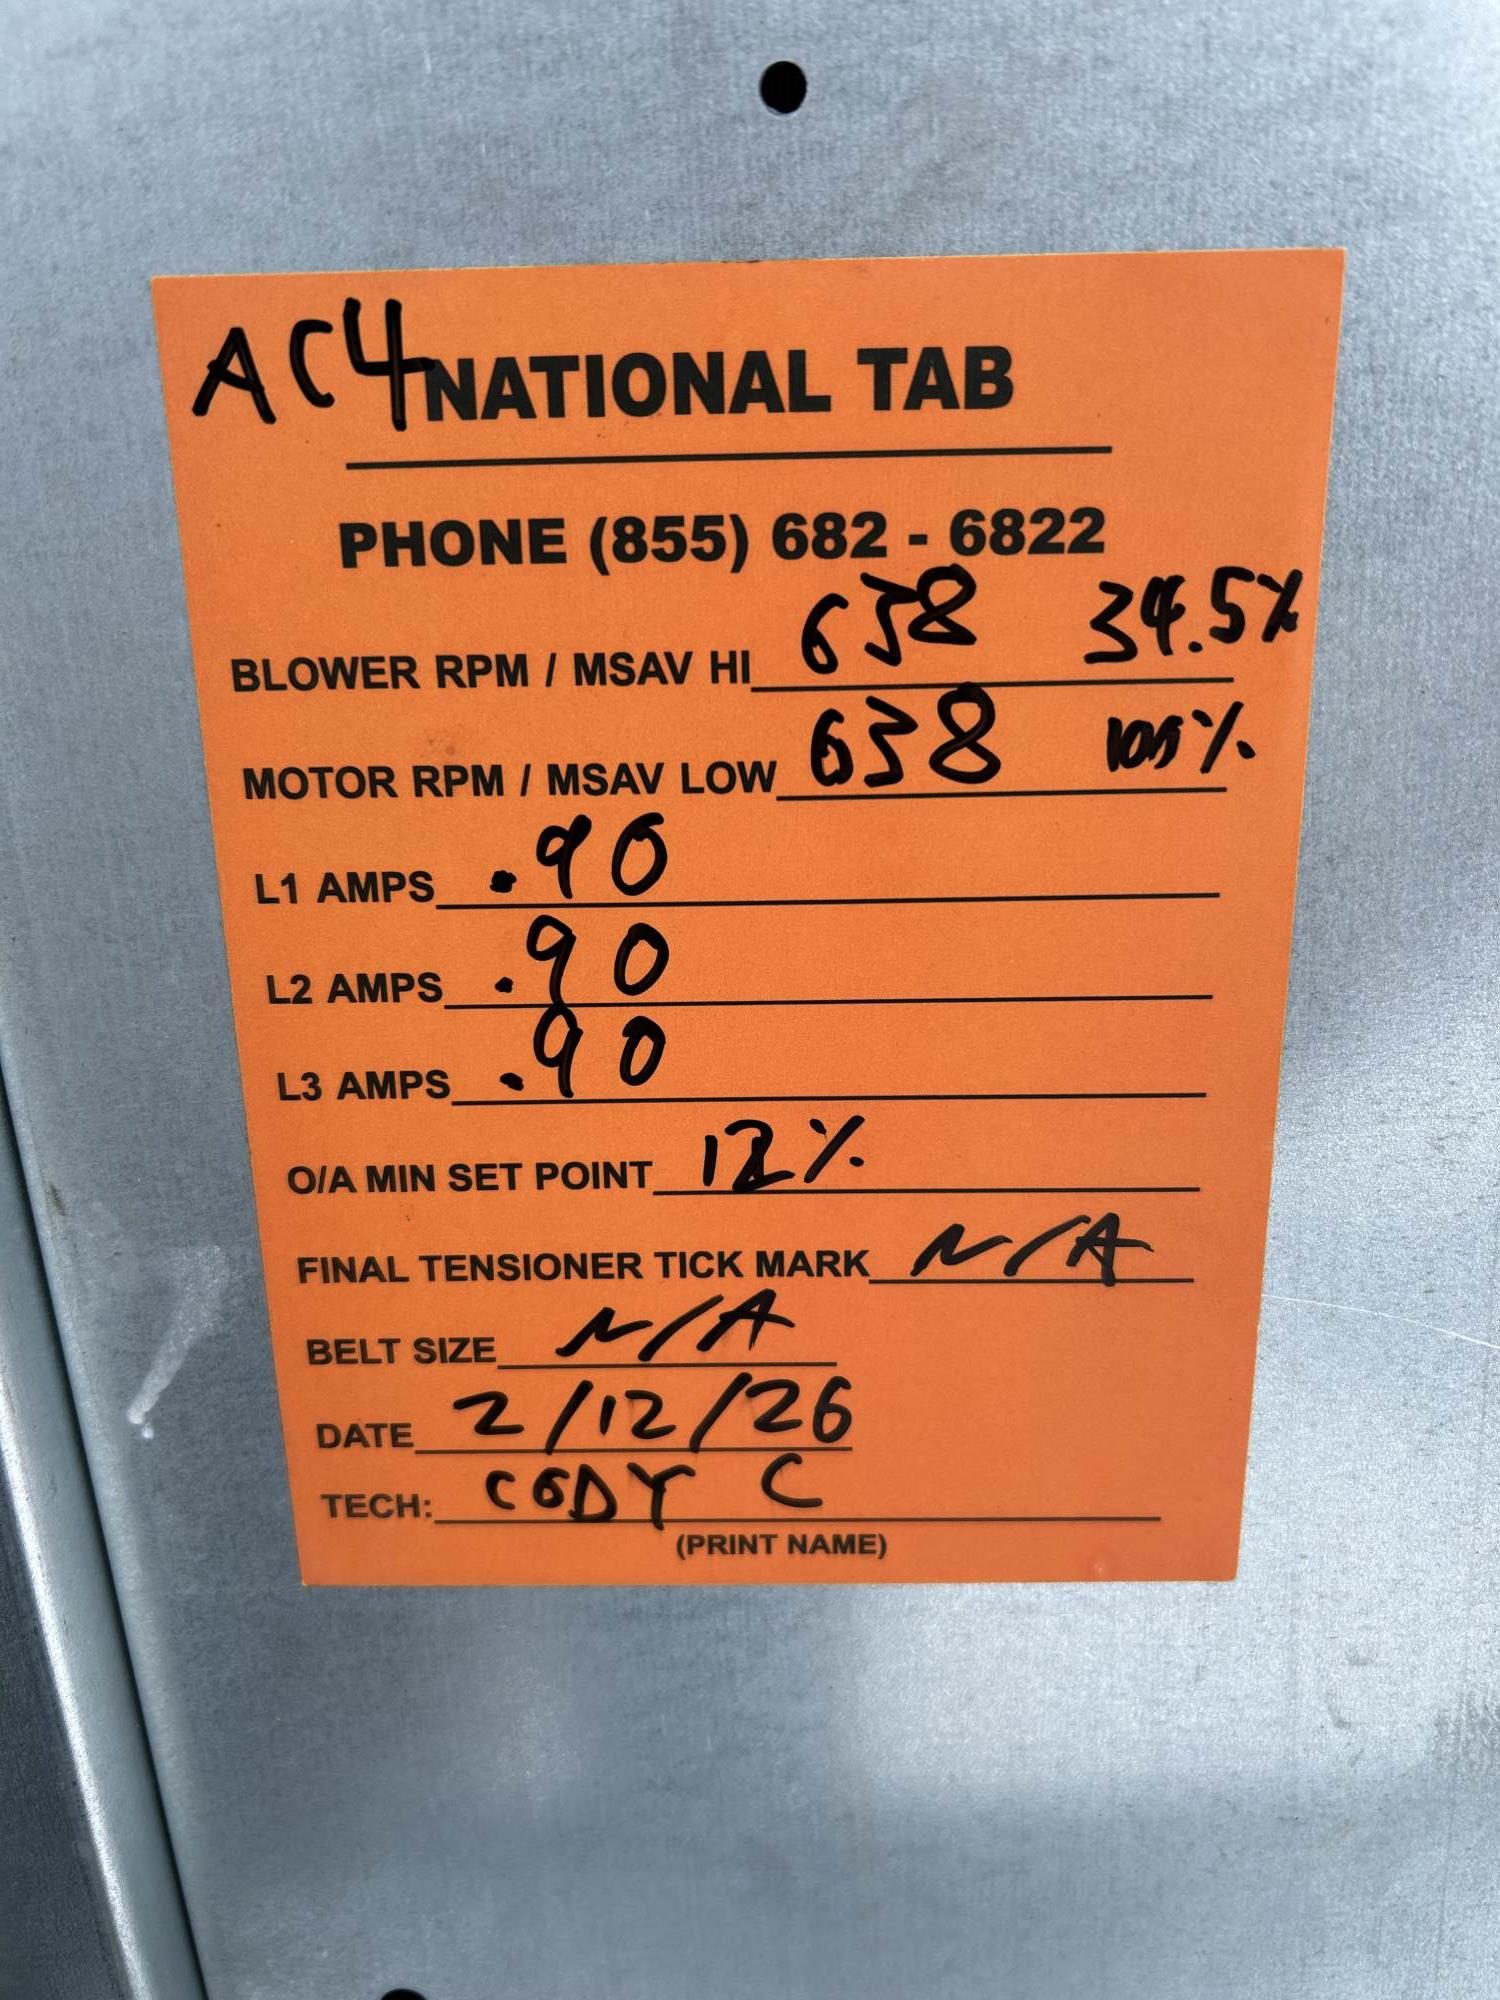 AC4 NATIONAL TAB
PHONE (855) 682 - 6822
BLOWER RPM / MSAV HI 638 34.5%
MOTOR RPM / MSAV LOW 638
L1 AMPS .90
L2 AMPS .90
L3 AMPS .90
O/A MIN SET POINT 12%
FINAL TENSIONER TICK MARK N/A
BELT SIZE N/A
DATE 2/12/26
TECH: CODY C
(PRINT NAME)